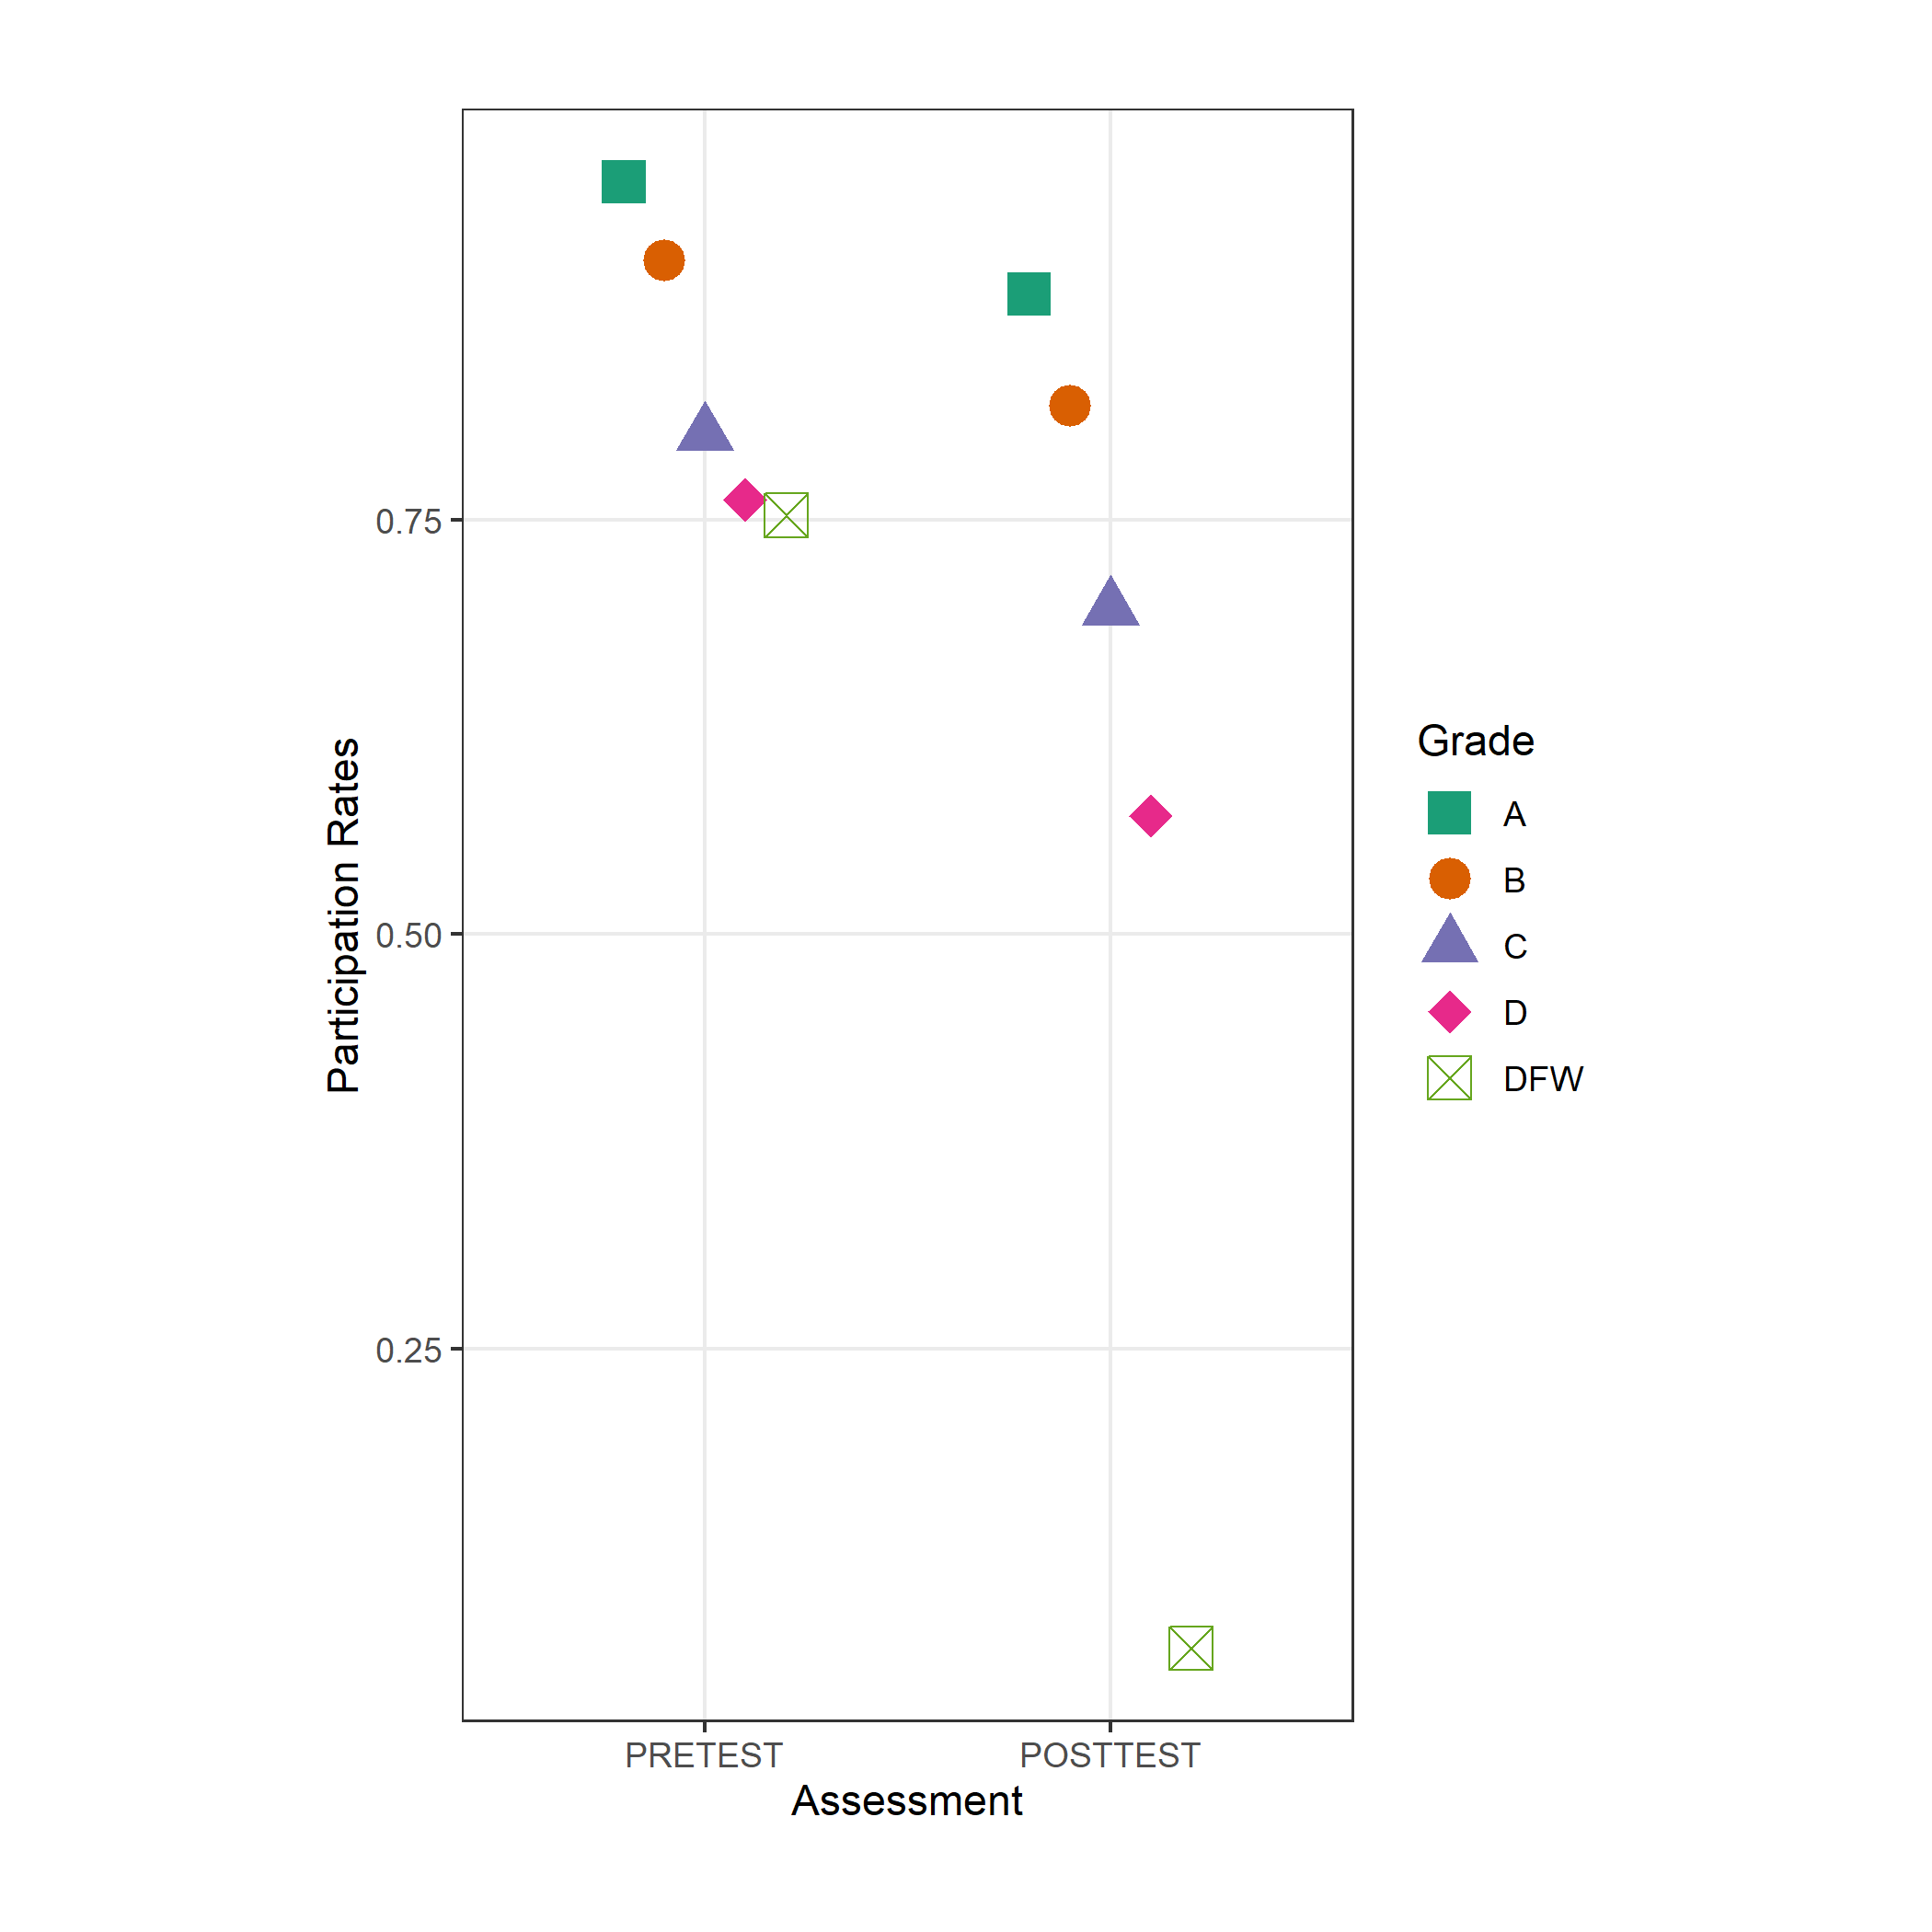 Participation Rates
0.75
0.50
0.25
PRETEST
POSTTEST
Assessment
Grade
A
B
C
D
DFW